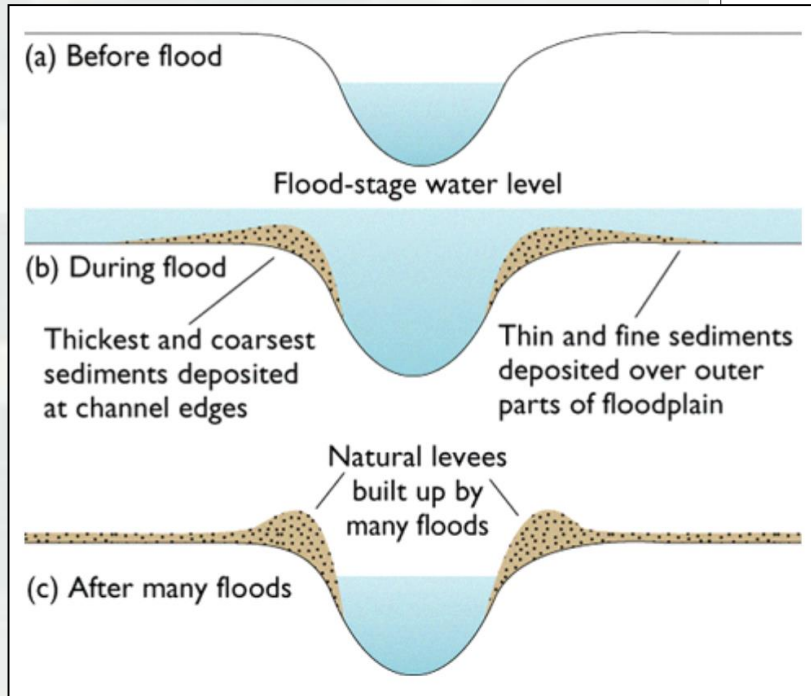 (a) Before flood
Flood-stage water level
(b) During flood
Thickest and coarsest
sediments deposited
at channel edges
Thin and fine sediments
deposited over outer
parts of floodplain
Natural levees
built up by
many floods
(c) After many floods